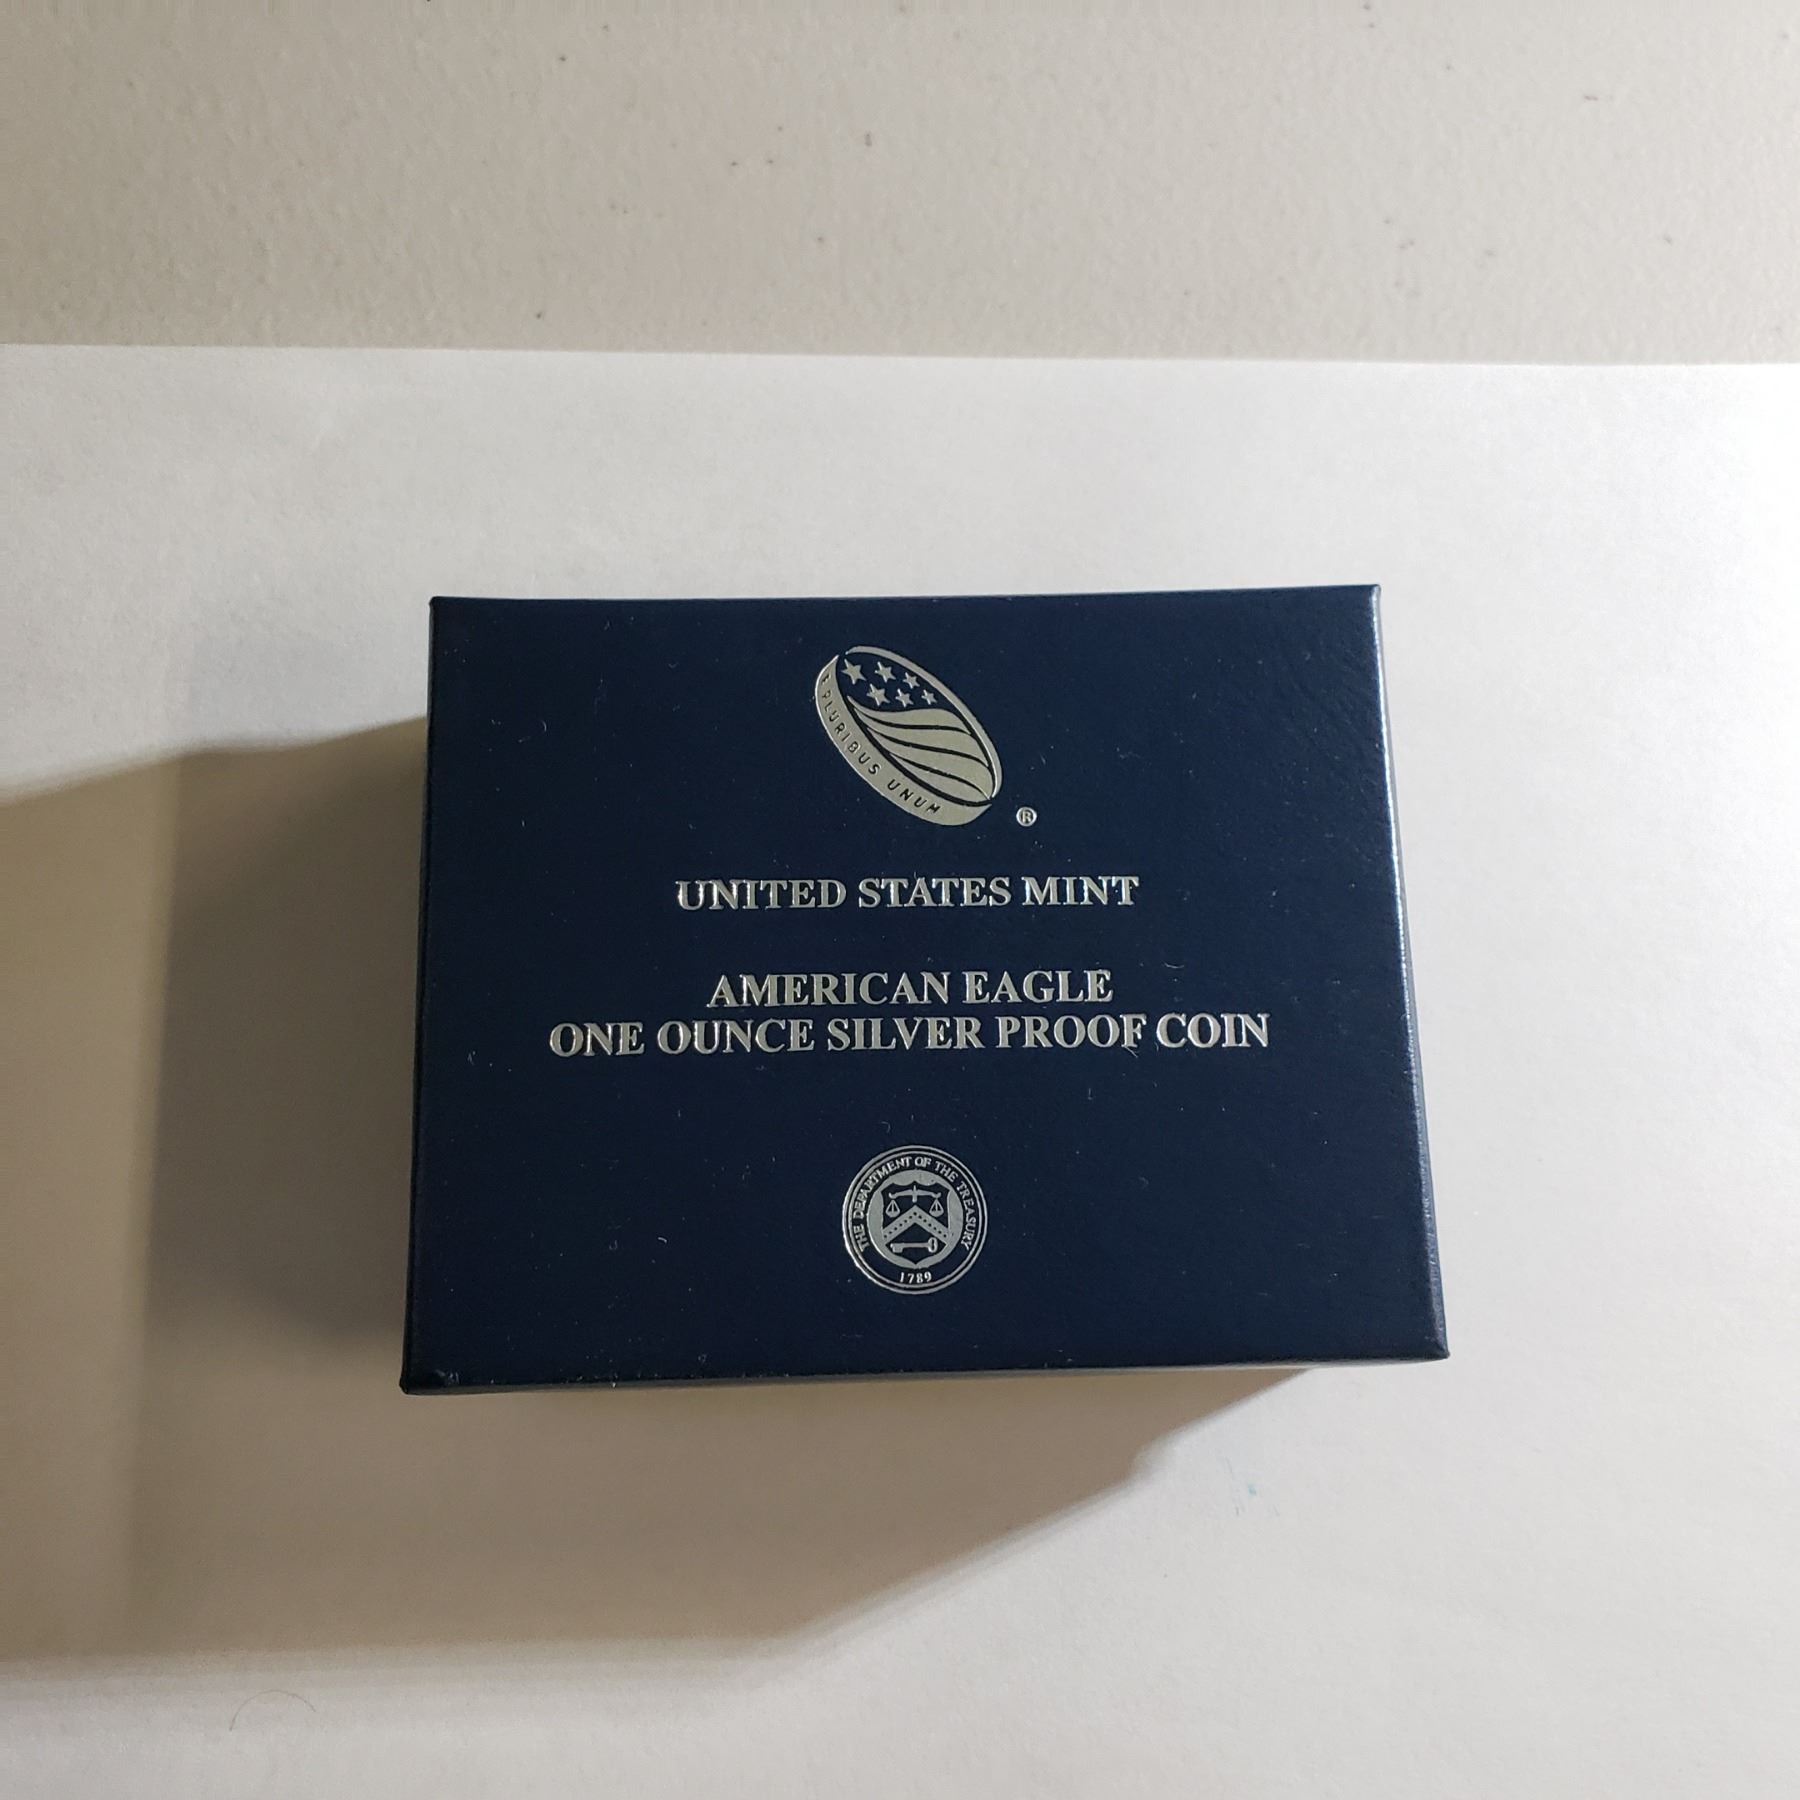 E PLURIBUS UNUM
®
UNITED STATES MINT
AMERICAN EAGLE
ONE OUNCE SILVER PROOF COIN
THE DEPARTMENT OF THE TREASURY
1789